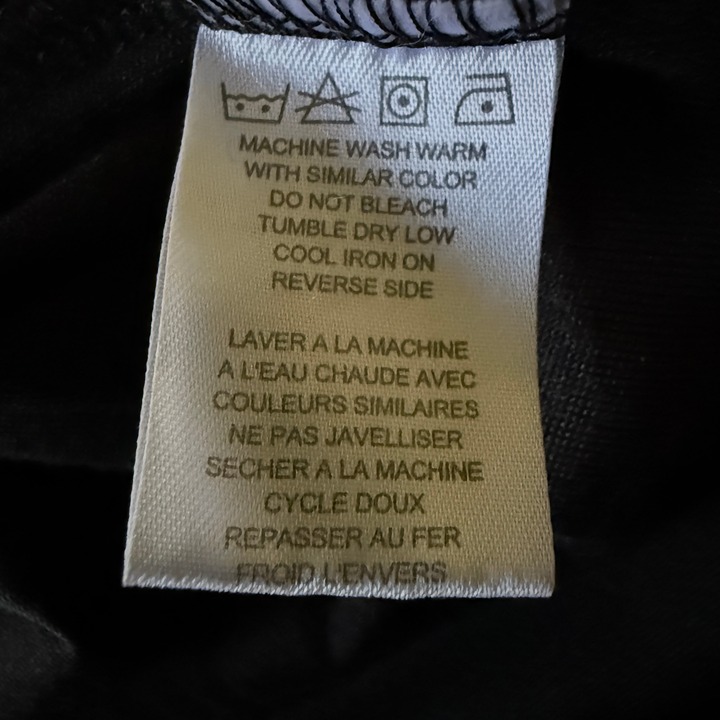 MACHINE WASH WARM
WITH SIMILAR COLOR
DO NOT BLEACH
TUMBLE DRY LOW
COOL IRON ON
REVERSE SIDE
LAVER A LA MACHINE
A L'EAU CHAUDE AVEC
COULEURS SIMILAIRES
NE PAS JAVELLISER
SECHER A LA MACHINE
CYCLE DOUX
REPASSER AU FER
FROID L'ENVERS